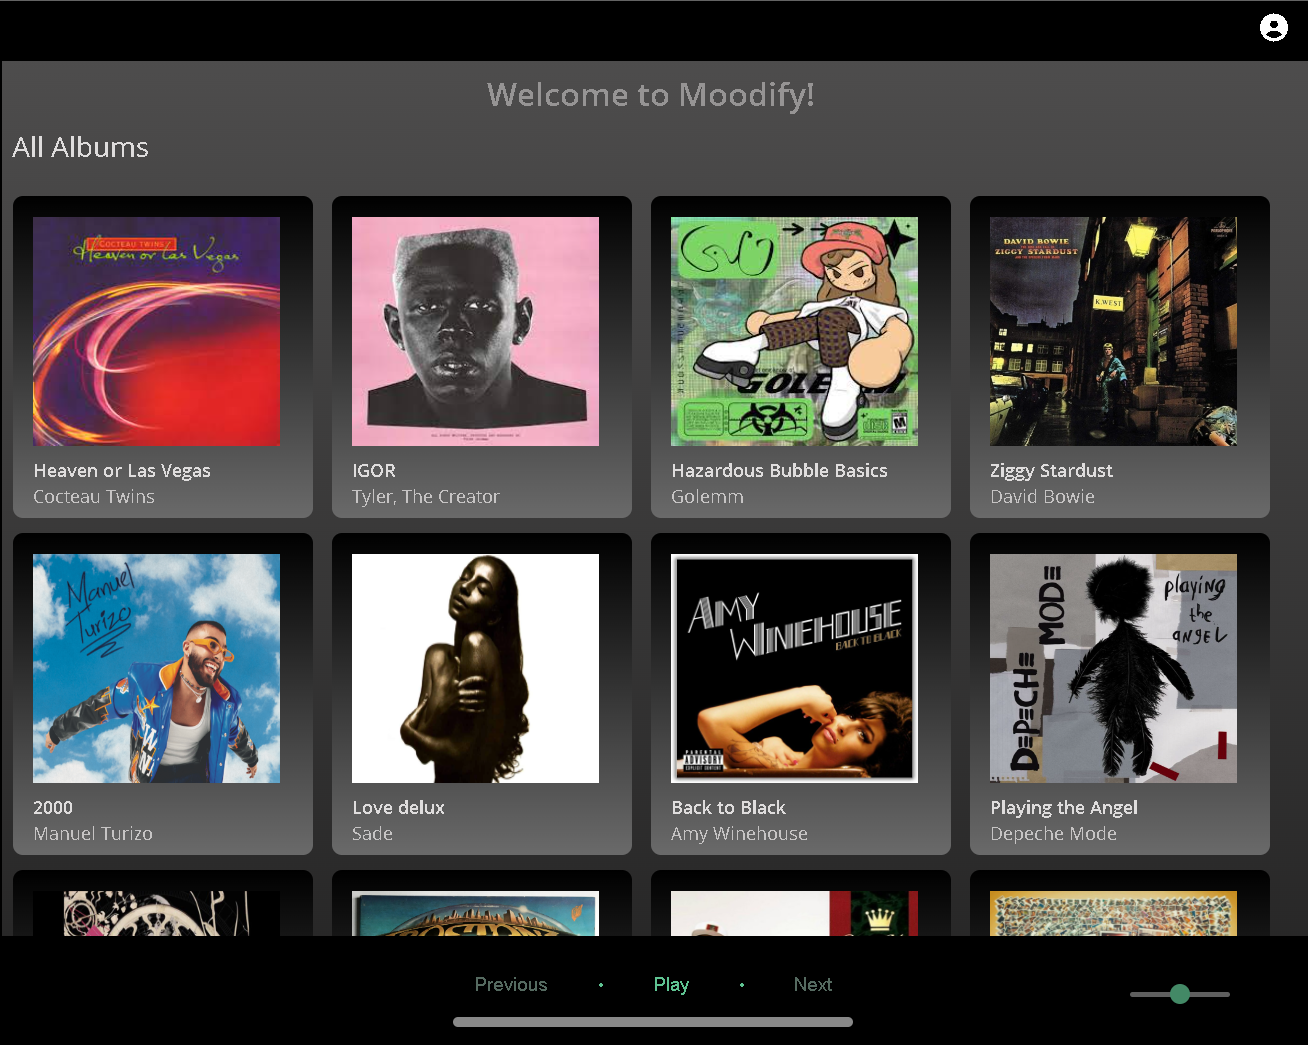 Welcome to Moodify!
All Albums
COCTEAU TWINS
Heaven or Las Vegas
DAVID BOWIE
ZIGGY STARDUST
K.WEST
GOLEMM
M
Heaven or Las Vegas
Cocteau Twins
IGOR
Tyler, The Creator
Hazardous Bubble Basics
Golemm
Ziggy Stardust
David Bowie
Manuel
Turizo
AMY
WINEHOUSE
BACK TO BLACK
PARENTAL
ADVISORY
EXPLICIT CONTENT
DEPECHE MODE
playing
the
angel
2000
Manuel Turizo
Love delux
Sade
Back to Black
Amy Winehouse
Playing the Angel
Depeche Mode
Previous
•
Play
•
Next